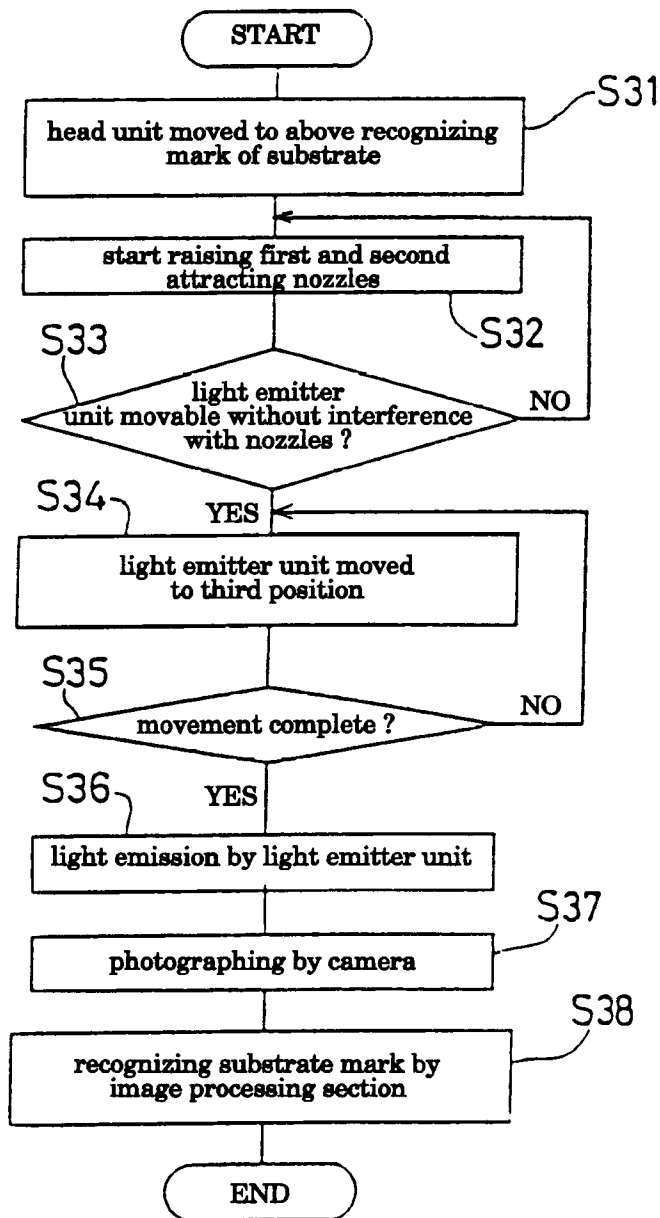 START
S31
head unit moved to above recognizing
mark of substrate
start raising first and second
attracting nozzles
S32
S33
light emitter
unit movable without interference
with nozzles ?
NO
YES
S34
light emitter unit moved
to third position
S35
movement complete ?
NO
YES
S36
light emission by light emitter unit
S37
photographing by camera
S38
recognizing substrate mark by
image processing section
END